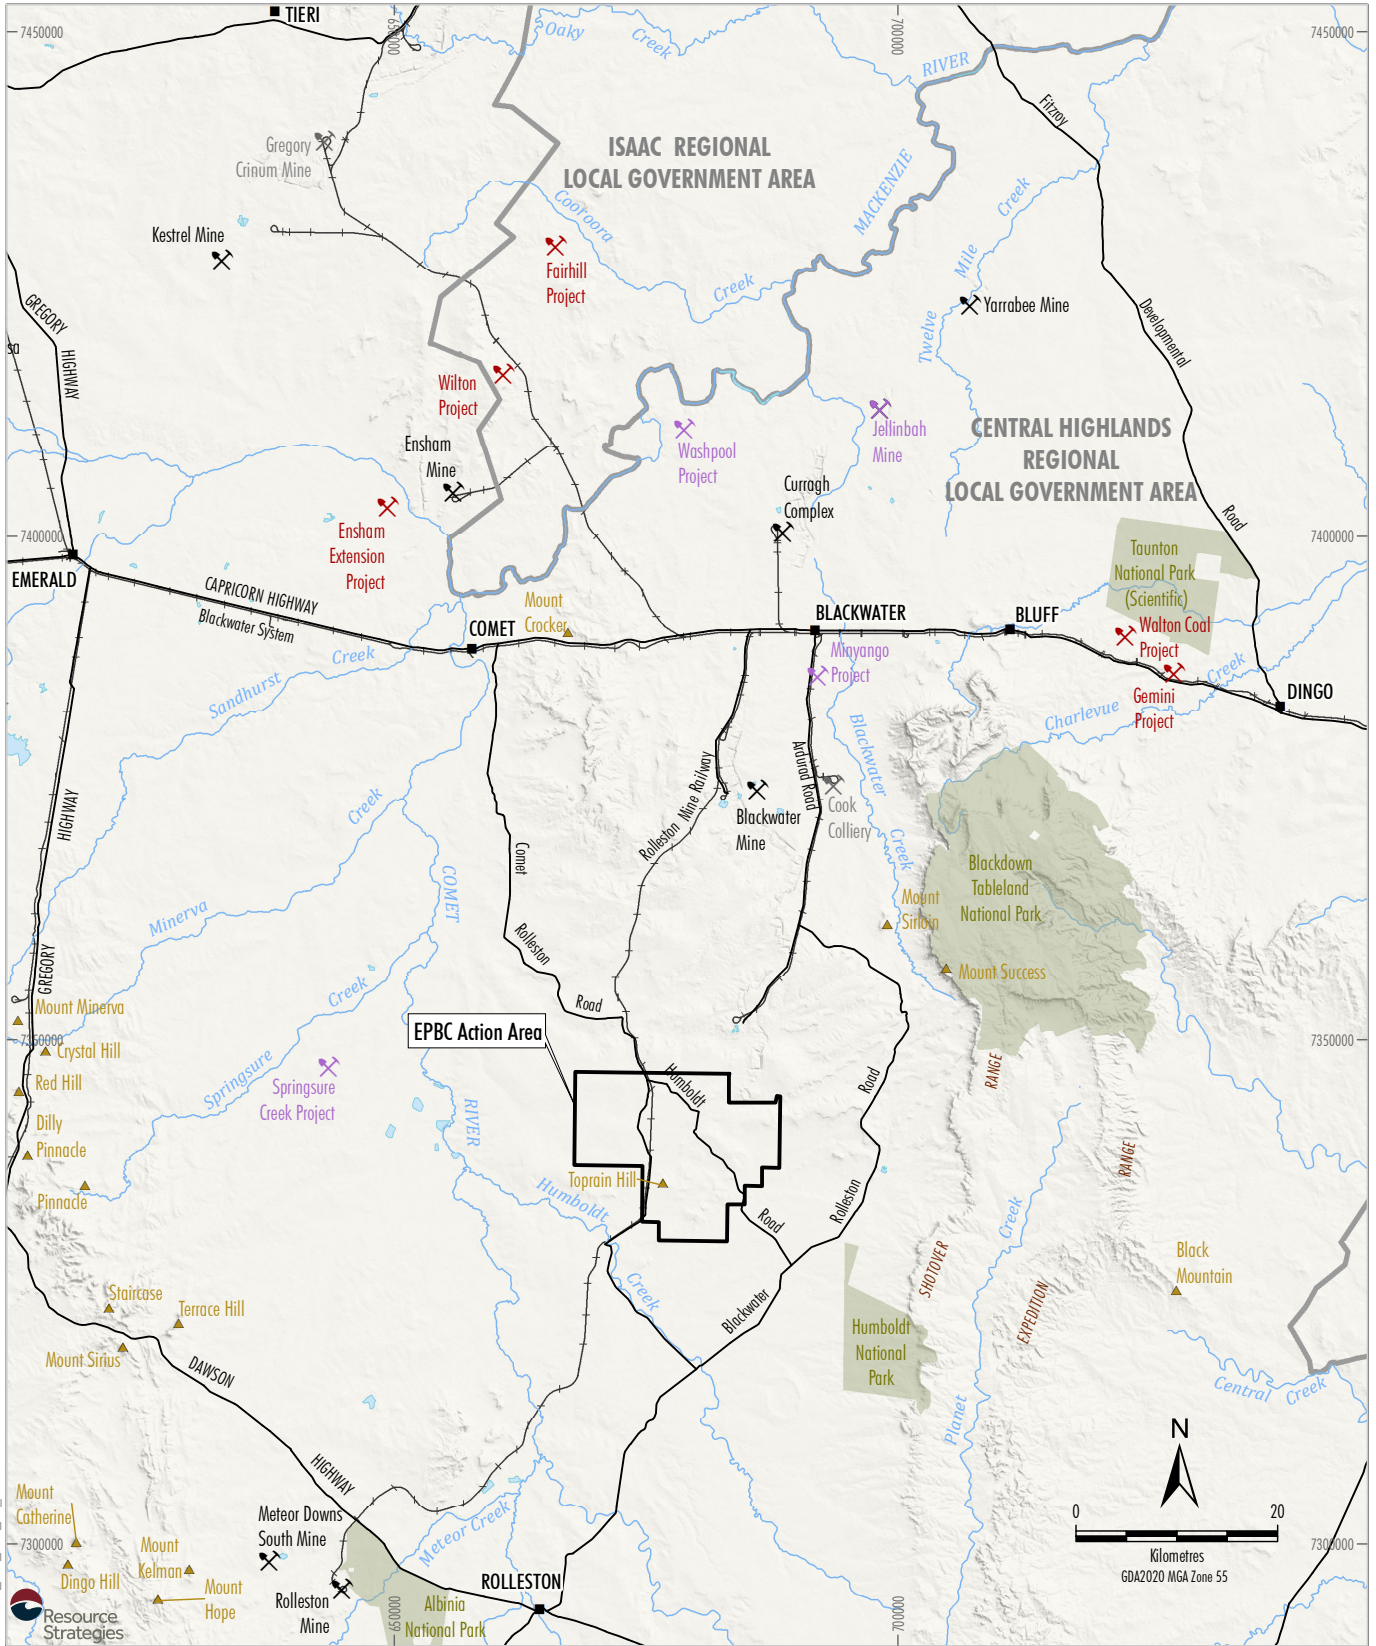 TIERI
650000
Oaky
Creek
700000
7450000
7450000
RIVER
Fitzroy
Gregory
Crinum Mine
ISAAC REGIONAL
LOCAL GOVERNMENT AREA
MACKENZIE
Creek
Cooroora
Kestrel Mine
Mile
Fairhill
Project
Creek
Yarrabee Mine
GREGORY
HIGHWAY
Twelve
Developmental
sa
Wilton
Project
Jellinbah
Mine
CENTRAL HIGHLANDS
REGIONAL
LOCAL GOVERNMENT AREA
Washpool
Project
Ensham
Mine
Curragh
Complex
Road
Ensham
Extension
Project
7400000
7400000
Taunton
National Park
(Scientific)
EMERALD
CAPRICORN HIGHWAY
Blackwater System
Mount
Crocker
COMET
BLACKWATER
BLUFF
Walton Coal
Project
Minyango
Project
Creek
Sandhurst
Creek
Gemini
Project
DINGO
Charlevue
Blackwater
Creek
Ardurad Road
Rolleston Mine Railway
HIGHWAY
Creek
Comet
Blackwater
Mine
Cook
Colliery
COMET
Minerva
Blackdown
Tableland
National Park
Mount
Sirloin
Rolleston
GREGORY
Mount Success
Creek
Road
Mount Minerva
EPBC Action Area
7350000
7350000
Crystal Hill
Springsure
Red Hill
Springsure
Creek Project
Humboldt
Road
RANGE
Dilly
Pinnacle
RIVER
RANGE
Pinnacle
Toprain Hill
Humboldt
Road
Rolleston
Creek
SHOTOVER
Black
Mountain
Staircase
Terrace Hill
Creek
EXPEDITION
Blackwater
Mount Sirius
Humboldt
National
Park
DAWSON
Central Creek
Planet
N
HIGHWAY
Mount
Catherine
Meteor Downs
South Mine
Meteor Creek
0
20
Kilometres
GDA2020 MGA Zone 55
7300000
7300000
Mount
Kelman
Dingo Hill
Mount
Hope
Rolleston
Mine
ROLLESTON
Albinia
National Park
650000
700000
Resource
Strategies